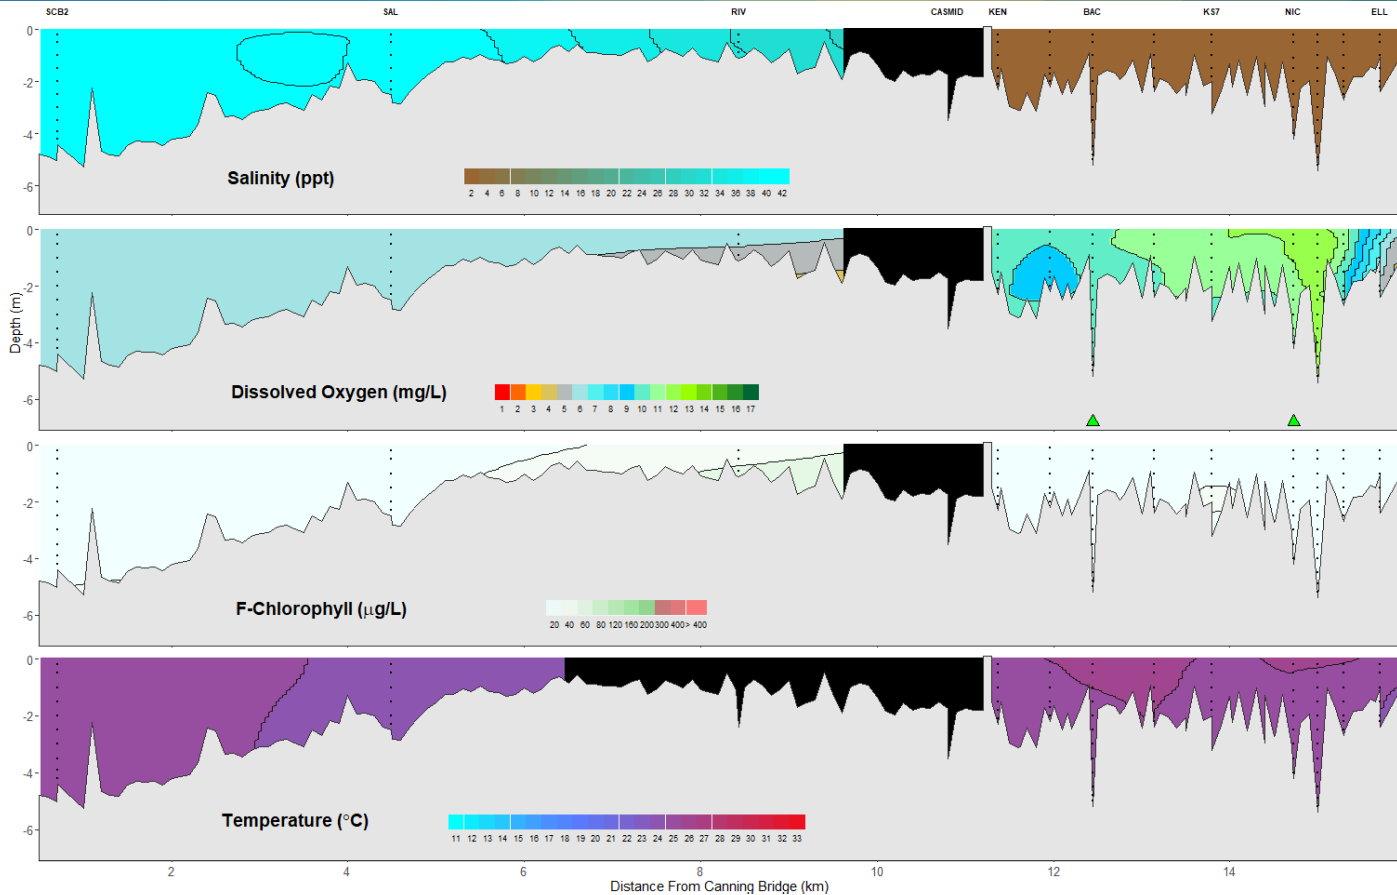 SCB2 SAL RIV CASMID KEN BAC KS7 NIC ELL
0
-2
-4
-6
Salinity (ppt)
2 4 6 8 10 12 14 16 18 20 22 24 26 28 30 32 34 36 38 40 42
0
-2
-4
-6
Depth (m)
Dissolved Oxygen (mg/L)
1 2 3 4 5 6 7 8 9 10 11 12 13 14 15 16 17
0
-2
-4
-6
F-Chlorophyll (µg/L)
20 40 60 80 120 160 200 300 400 > 400
0
-2
-4
-6
Temperature (°C)
11 12 13 14 15 16 17 18 19 20 21 22 23 24 25 26 27 28 29 30 31 32 33
2 4 6 8 10 12 14
Distance From Canning Bridge (km)